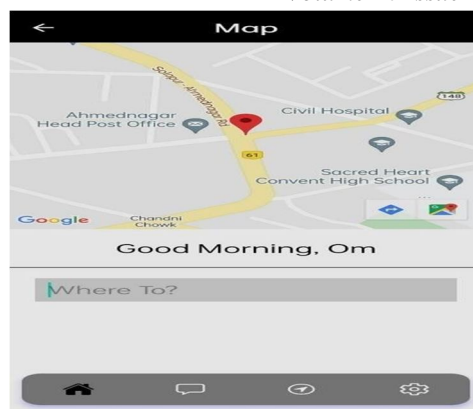 Map
Solapur - Ahmednagar Rd
148
Ahmednagar
Head Post Office
Civil Hospital
61
Sacred Heart
Convent High School
Google
Chandni
Chowk
Good Morning, Om
Where To?